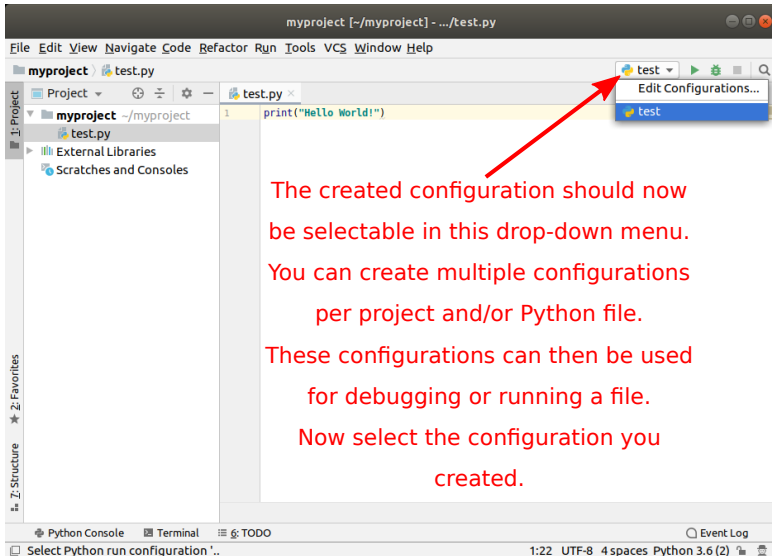 myproject [~/myproject] - .../test.py
File Edit View Navigate Code Refactor Run Tools VCS Window Help
myproject test.py
test
Edit Configurations...
test
1: Project
Project
test.py
myproject ~/myproject
test.py
External Libraries
Scratches and Consoles
1 print("Hello World!")
The created configuration should now
be selectable in this drop-down menu.
You can create multiple configurations
per project and/or Python file.
These configurations can then be used
for debugging or running a file.
Now select the configuration you
created.
2: Favorites
7: Structure
Python Console Terminal 6: TODO Event Log
Select Python run configuration '.. 1:22 UTF-8 4 spaces Python 3.6 (2)